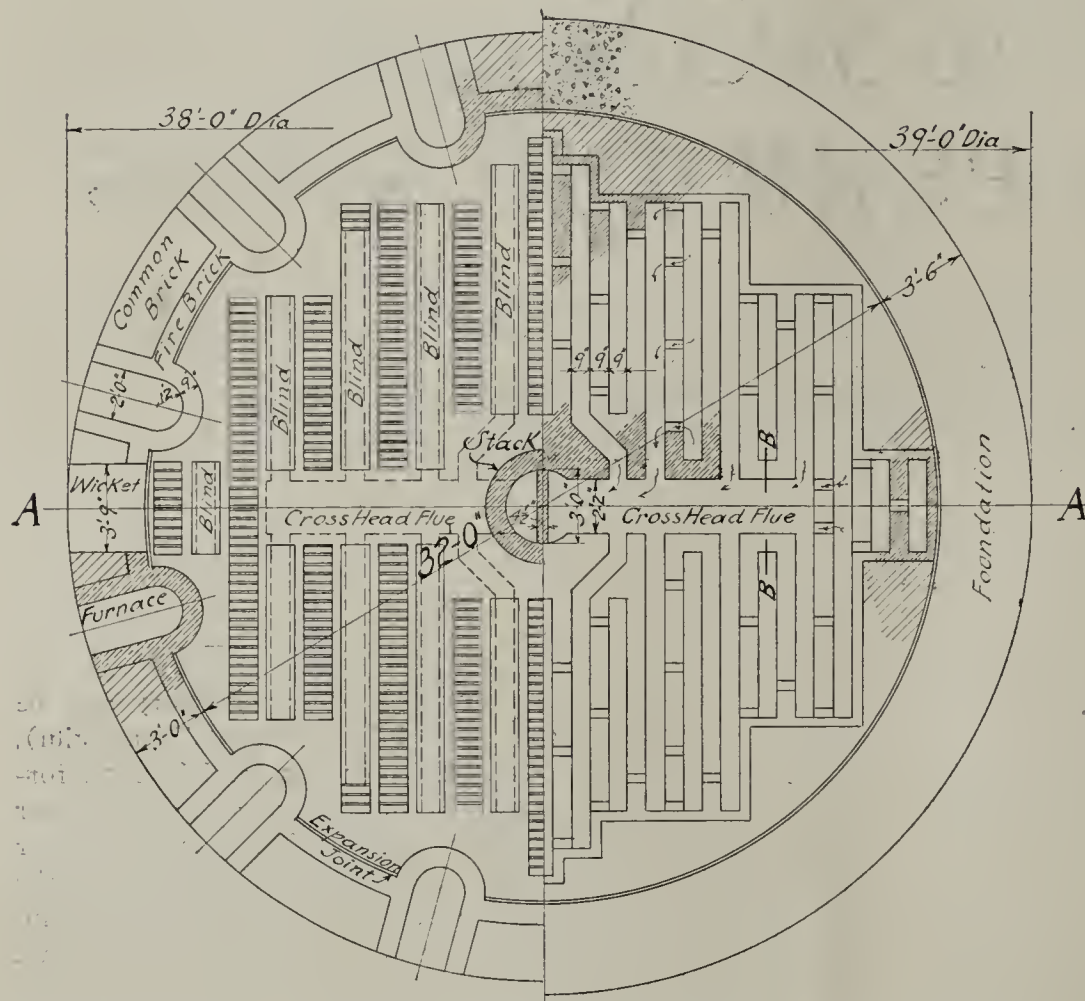 38'-0" Dia
39'-0" Dia
Common
Brick
Fire Brick
3'-6"
Blind
Blind
Blind
Blind
9" 9" 9"
2'-0"
12"
9"
Stack
B
Wicket
3'-9"
Blind
A
Cross Head Flue
4½"
3'-0"
2'-2"
Cross Head Flue
A
32'-0"
B
Foundation
Furnace
3'-0"
Expansion
Joint